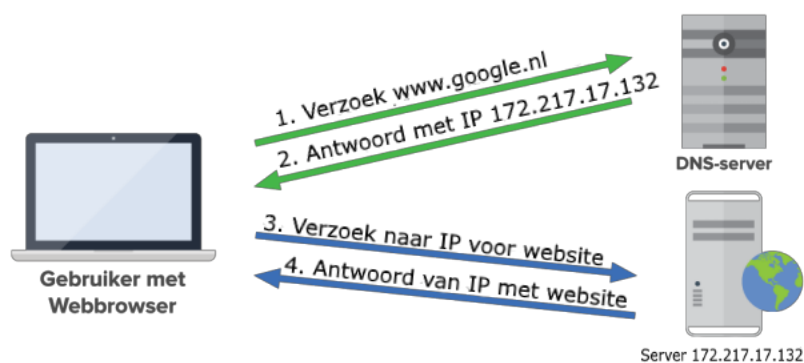 1. Verzoek www.google.nl
2. Antwoord met IP 172.217.17.132
DNS-server
3. Verzoek naar IP voor website
4. Antwoord van IP met website
Gebruiker met
Webbrowser
Server 172.217.17.132